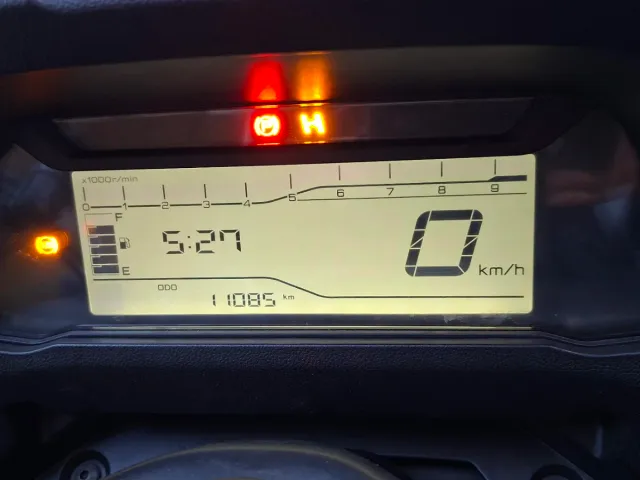 P H
x1000r/min
0 1 2 3 4 5 6 7 8 9
F
5:27
E
0 km/h
ODO
11085 km